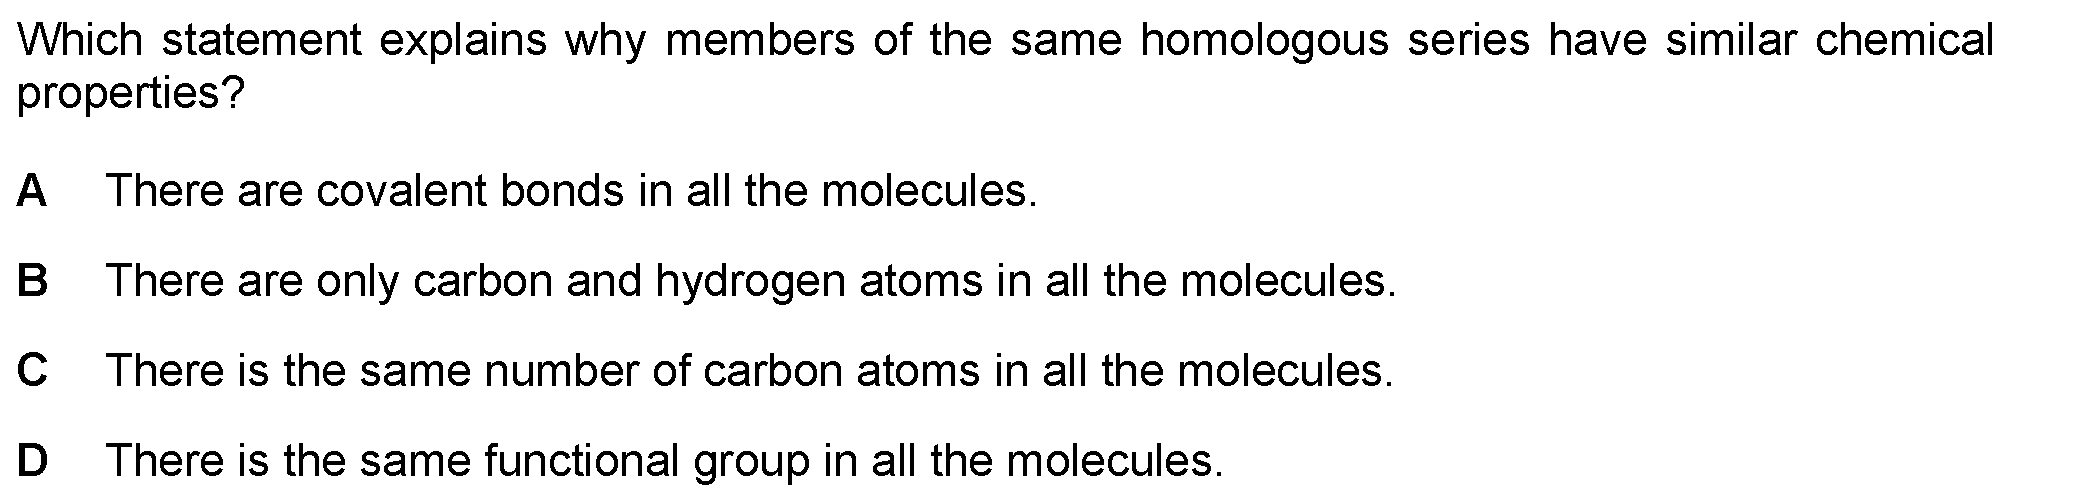 Which statement explains why members of the same homologous series have similar chemical
properties?
A There are covalent bonds in all the molecules.
B There are only carbon and hydrogen atoms in all the molecules.
C There is the same number of carbon atoms in all the molecules.
D There is the same functional group in all the molecules.